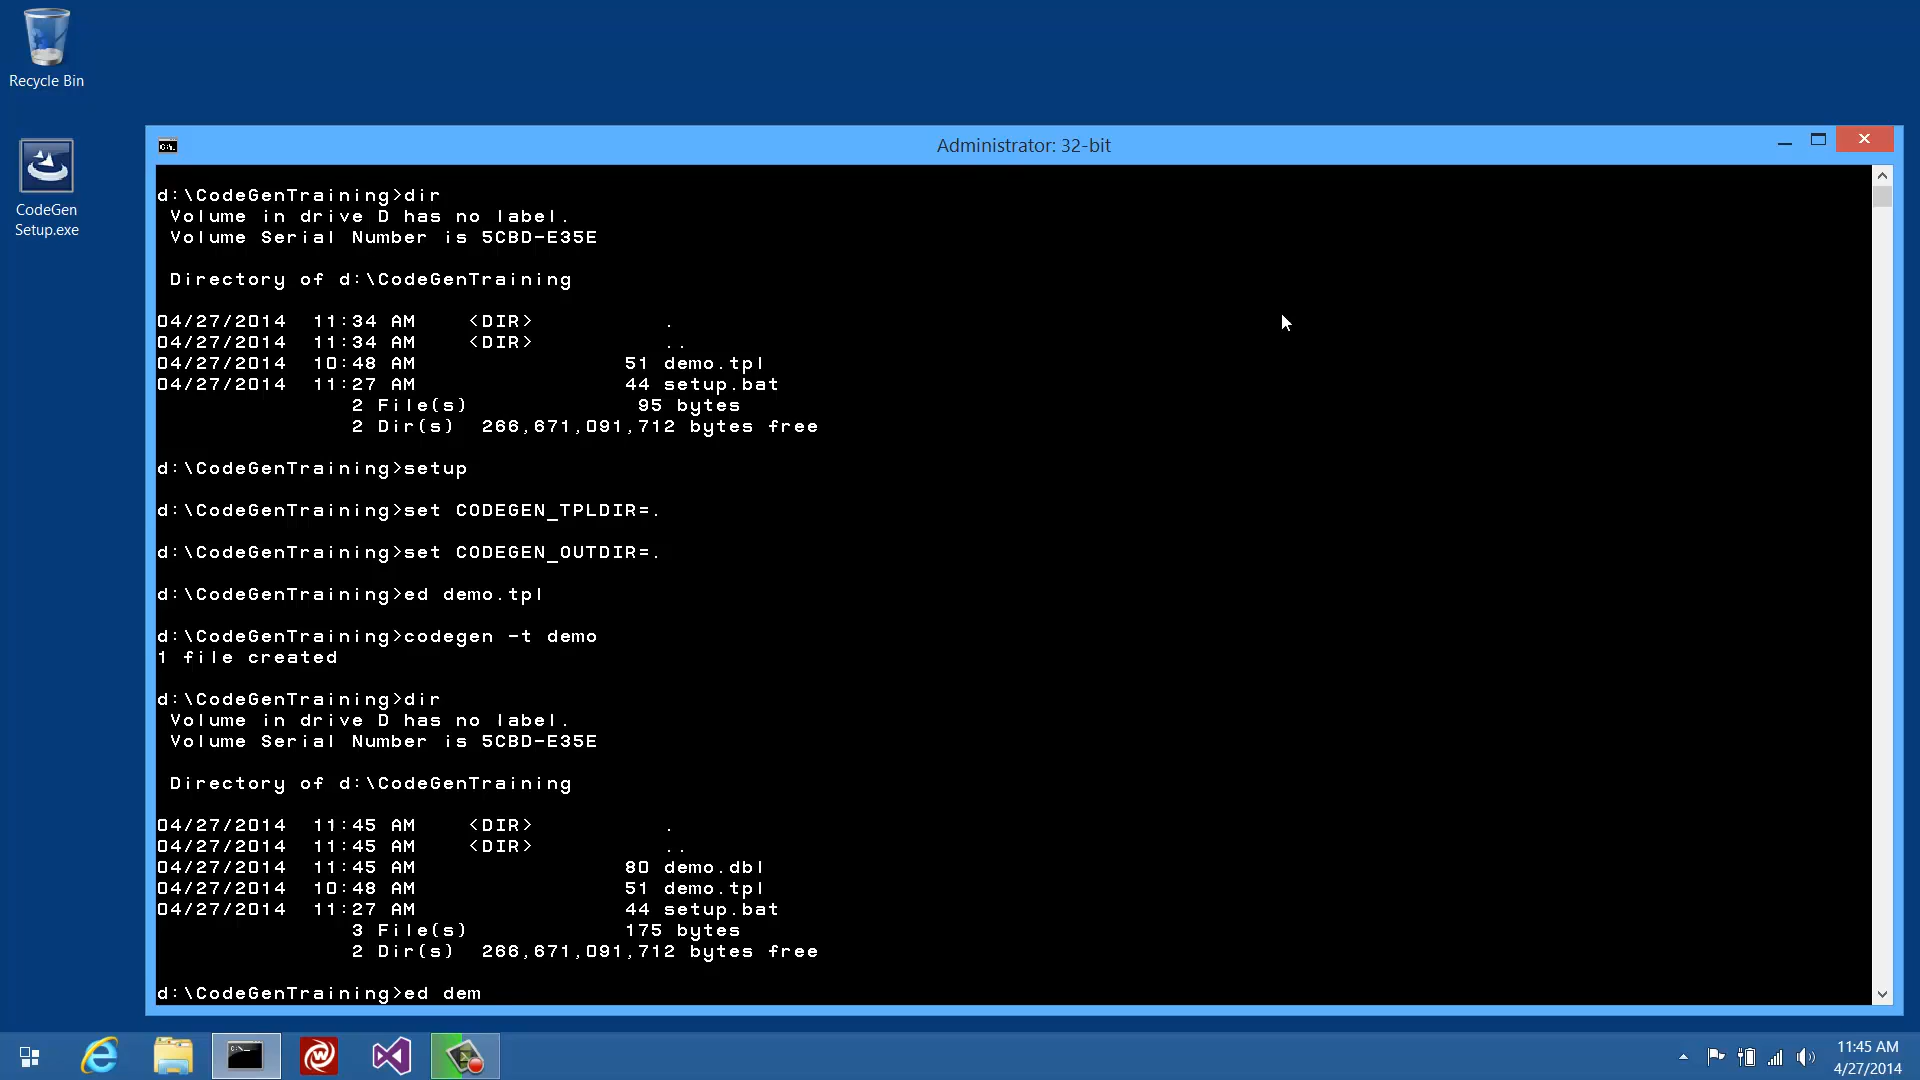 Recycle Bin
CodeGen
Setup.exe
Administrator: 32-bit
d:\CodeGenTraining>dir
 Volume in drive D has no label.
 Volume Serial Number is 5CBD-E35E
 Directory of d:\CodeGenTraining
04/27/2014  11:34 AM    <DIR>          .
04/27/2014  11:34 AM    <DIR>          ..
04/27/2014  10:48 AM                51 demo.tpl
04/27/2014  11:27 AM                44 setup.bat
               2 File(s)             95 bytes
               2 Dir(s)  266,671,091,712 bytes free
d:\CodeGenTraining>setup
d:\CodeGenTraining>set CODEGEN_TPLDIR=.
d:\CodeGenTraining>set CODEGEN_OUTDIR=.
d:\CodeGenTraining>ed demo.tpl
d:\CodeGenTraining>codegen -t demo
1 file created
d:\CodeGenTraining>dir
 Volume in drive D has no label.
 Volume Serial Number is 5CBD-E35E
 Directory of d:\CodeGenTraining
04/27/2014  11:45 AM    <DIR>          .
04/27/2014  11:45 AM    <DIR>          ..
04/27/2014  11:45 AM                80 demo.dbl
04/27/2014  10:48 AM                51 demo.tpl
04/27/2014  11:27 AM                44 setup.bat
               3 File(s)            175 bytes
               2 Dir(s)  266,671,091,712 bytes free
d:\CodeGenTraining>ed dem
11:45 AM
4/27/2014